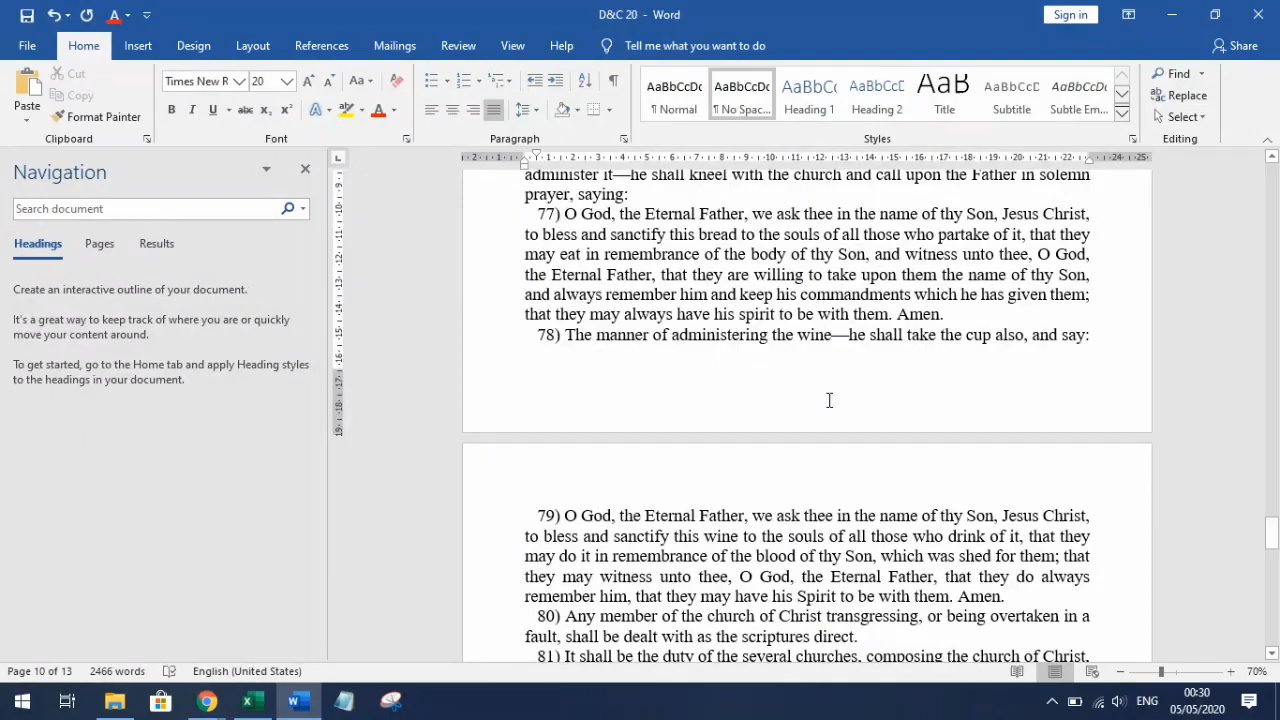 D&C 20 - Word
Sign in
File Home Insert Design Layout References Mailings Review View Help Tell me what you want to do Share
Paste
Cut
Copy
Format Painter
Clipboard
Times New R 20
Font
Paragraph
AaBbCcDc ¶ Normal
AaBbCcDc ¶ No Spac...
AaBbCc Heading 1
AaBbCcC Heading 2
AaB Title
AaBbCcC Subtitle
AaBbCcDc Subtle Em...
Styles
Find
Replace
Select
Editing
Navigation
Search document
Headings Pages Results
Create an interactive outline of your document.
It's a great way to keep track of where you are or quickly
move your content around.
To get started, go to the Home tab and apply Heading styles
to the headings in your document.
administer it—he shall kneel with the church and call upon the Father in solemn
prayer, saying:
77) O God, the Eternal Father, we ask thee in the name of thy Son, Jesus Christ,
to bless and sanctify this bread to the souls of all those who partake of it, that they
may eat in remembrance of the body of thy Son, and witness unto thee, O God,
the Eternal Father, that they are willing to take upon them the name of thy Son,
and always remember him and keep his commandments which he has given them;
that they may always have his spirit to be with them. Amen.
78) The manner of administering the wine—he shall take the cup also, and say:
79) O God, the Eternal Father, we ask thee in the name of thy Son, Jesus Christ,
to bless and sanctify this wine to the souls of all those who drink of it, that they
may do it in remembrance of the blood of thy Son, which was shed for them; that
they may witness unto thee, O God, the Eternal Father, that they do always
remember him, that they may have his Spirit to be with them. Amen.
80) Any member of the church of Christ transgressing, or being overtaken in a
fault, shall be dealt with as the scriptures direct.
81) It shall be the duty of the several churches, composing the church of Christ,
Page 10 of 13 2466 words English (United States) 70%
ENG
00:30
05/05/2020